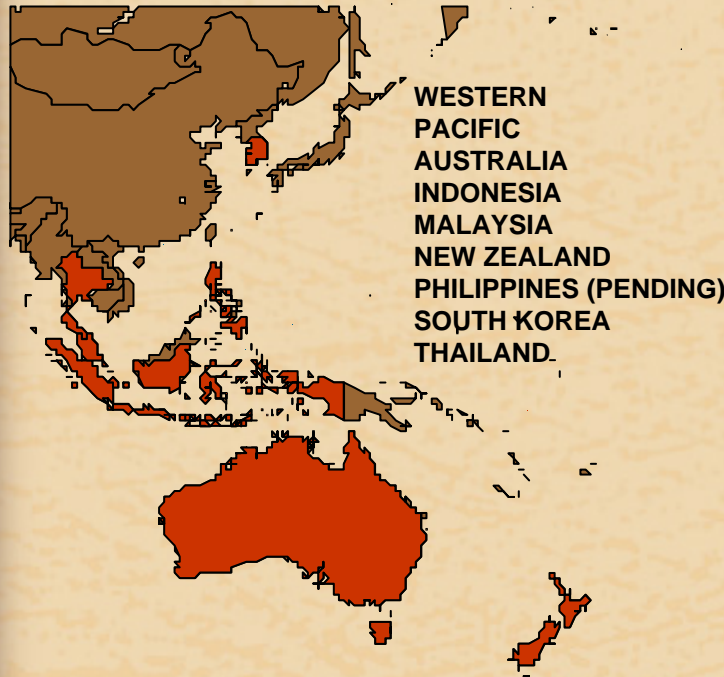 WESTERN
PACIFIC
AUSTRALIA
INDONESIA
MALAYSIA
NEW ZEALAND
PHILIPPINES (PENDING)
SOUTH KOREA
THAILAND